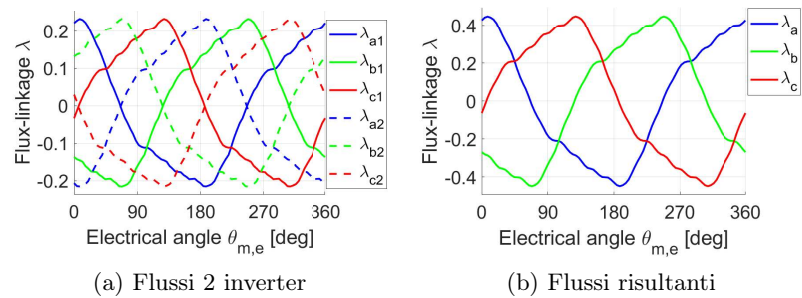 Flux-linkage λ
0.2
0.1
0
-0.1
-0.2
0
90
180
270
360
Electrical angle θm,e [deg]
λa1
λb1
λc1
λa2
λb2
λc2
(a) Flussi 2 inverter
Flux-linkage λ
0.4
0.2
0
-0.2
-0.4
0
90
180
270
360
Electrical angle θm,e [deg]
λa
λb
λc
(b) Flussi risultanti